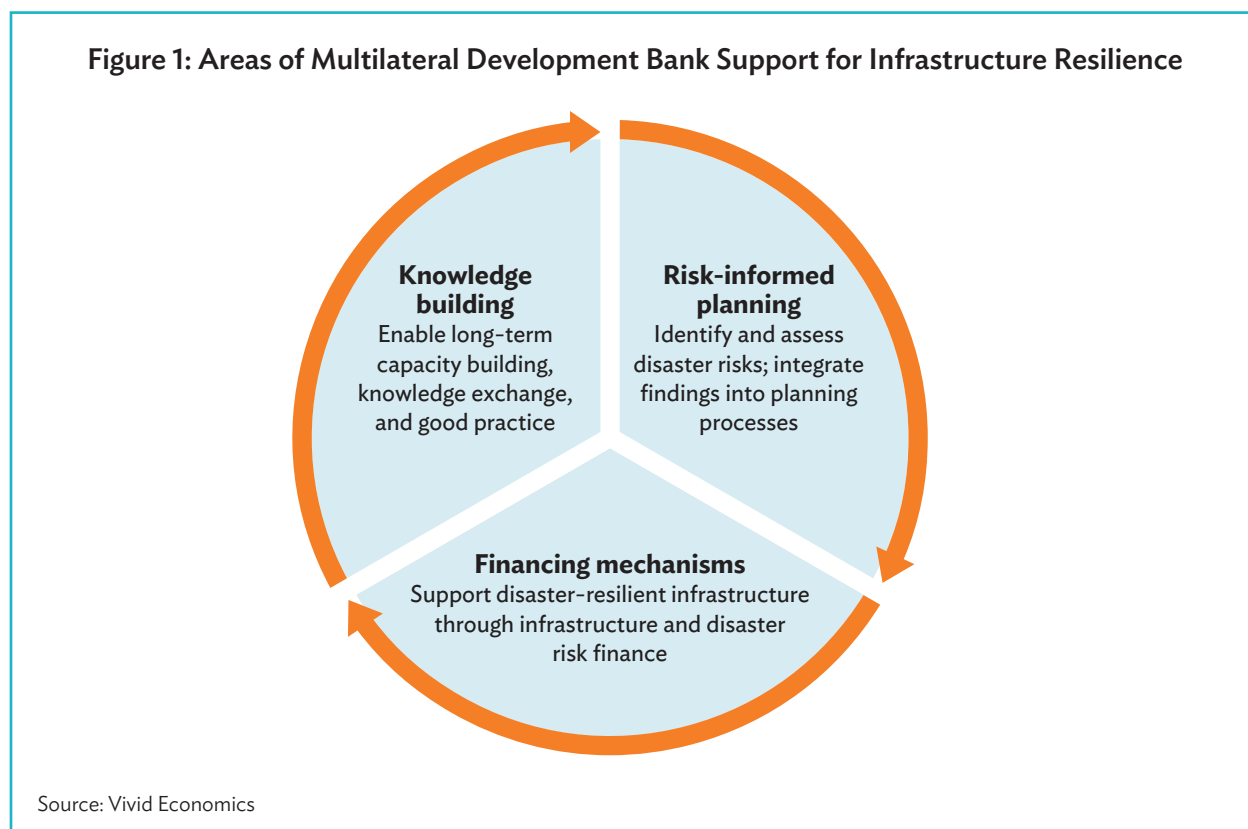 Figure 1: Areas of Multilateral Development Bank Support for Infrastructure Resilience
Knowledge
building
Enable long-term
capacity building,
knowledge exchange,
and good practice
Risk-informed
planning
Identify and assess
disaster risks; integrate
findings into planning
processes
Financing mechanisms
Support disaster-resilient infrastructure
through infrastructure and disaster
risk finance
Source: Vivid Economics